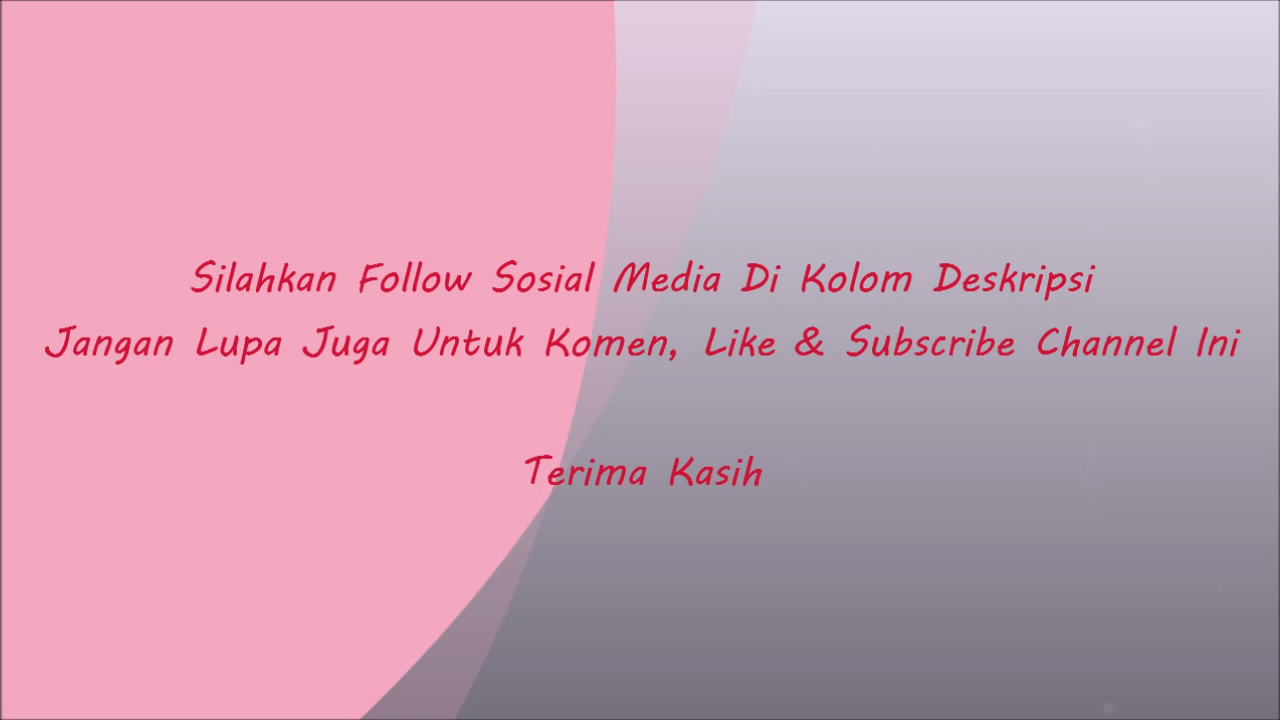 Silahkan Follow Sosial Media Di Kolom Deskripsi
Jangan Lupa Juga Untuk Komen, Like & Subscribe Channel Ini
Terima Kasih